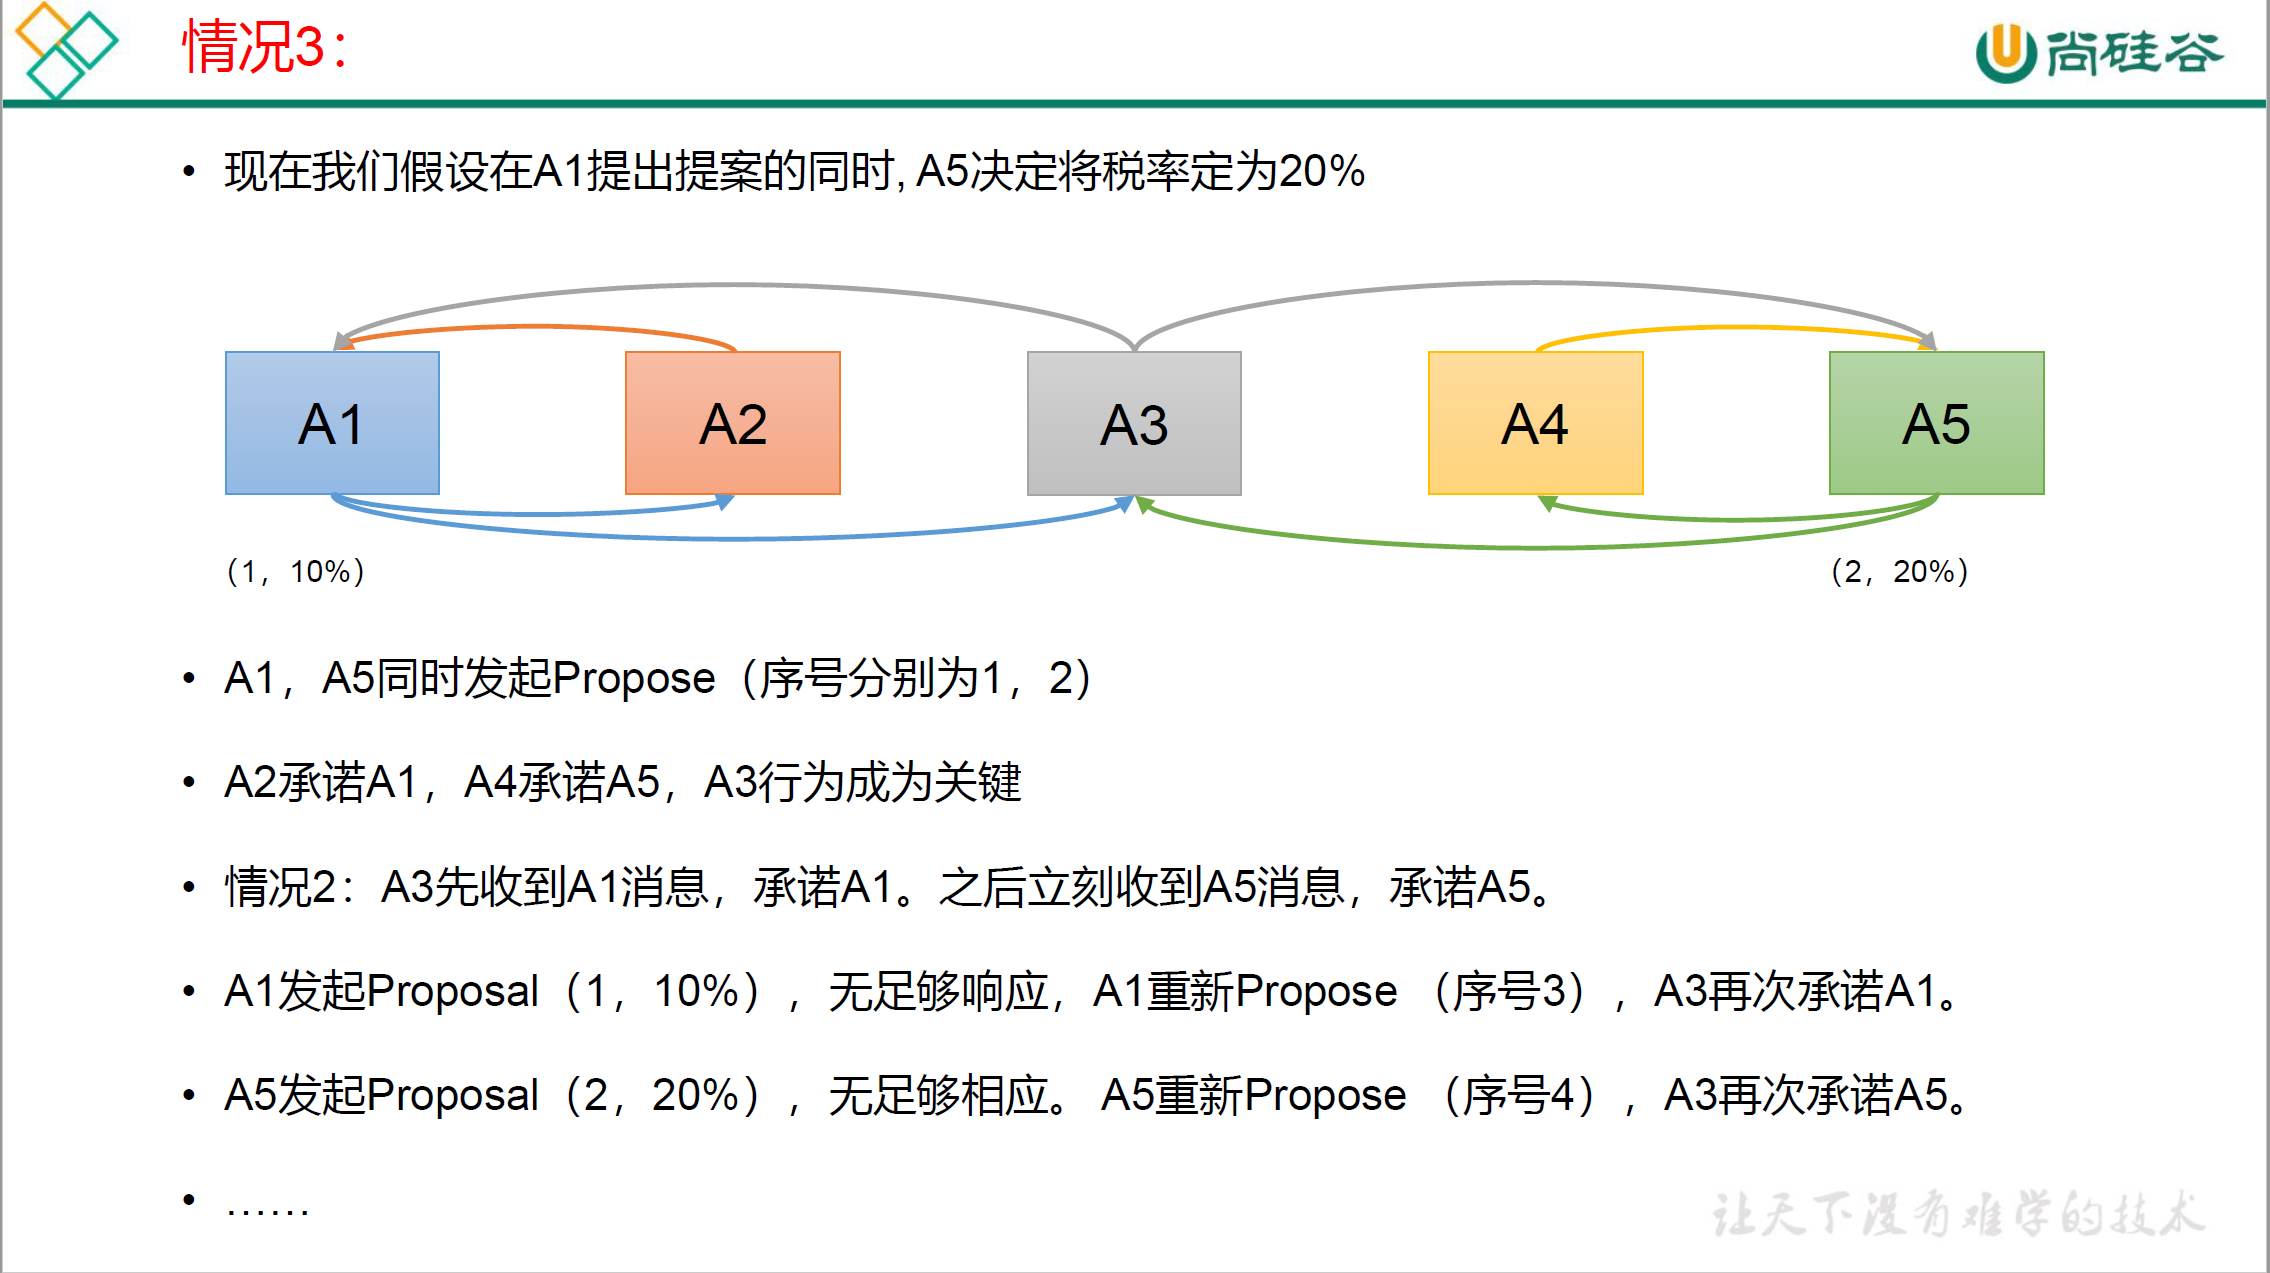 情况3：
尚硅谷
• 现在我们假设在A1提出提案的同时, A5决定将税率定为20%
A1
A2
A3
A4
A5
（1，10%）
（2，20%）
• A1，A5同时发起Propose（序号分别为1，2）
• A2承诺A1，A4承诺A5，A3行为成为关键
• 情况2：A3先收到A1消息，承诺A1。之后立刻收到A5消息，承诺A5。
• A1发起Proposal（1，10%），无足够响应，A1重新Propose （序号3），A3再次承诺A1。
• A5发起Proposal（2，20%），无足够相应。 A5重新Propose （序号4），A3再次承诺A5。
• ……
让天下没有难学的技术